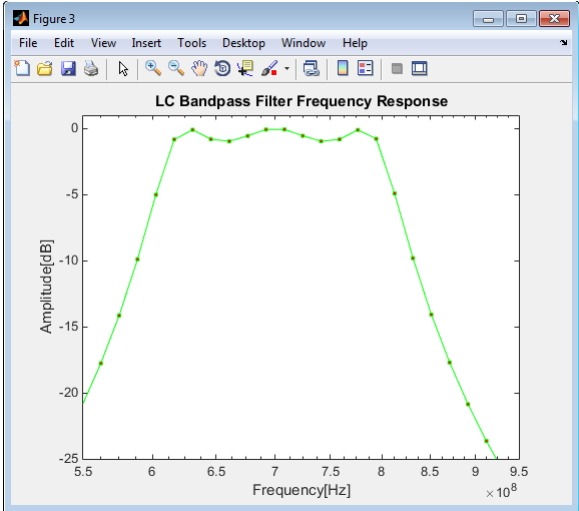 Figure 3
File Edit View Insert Tools Desktop Window Help
LC Bandpass Filter Frequency Response
Amplitude[dB]
0
-5
-10
-15
-20
-25
5.5 6 6.5 7 7.5 8 8.5 9 9.5
Frequency[Hz]
×10⁸